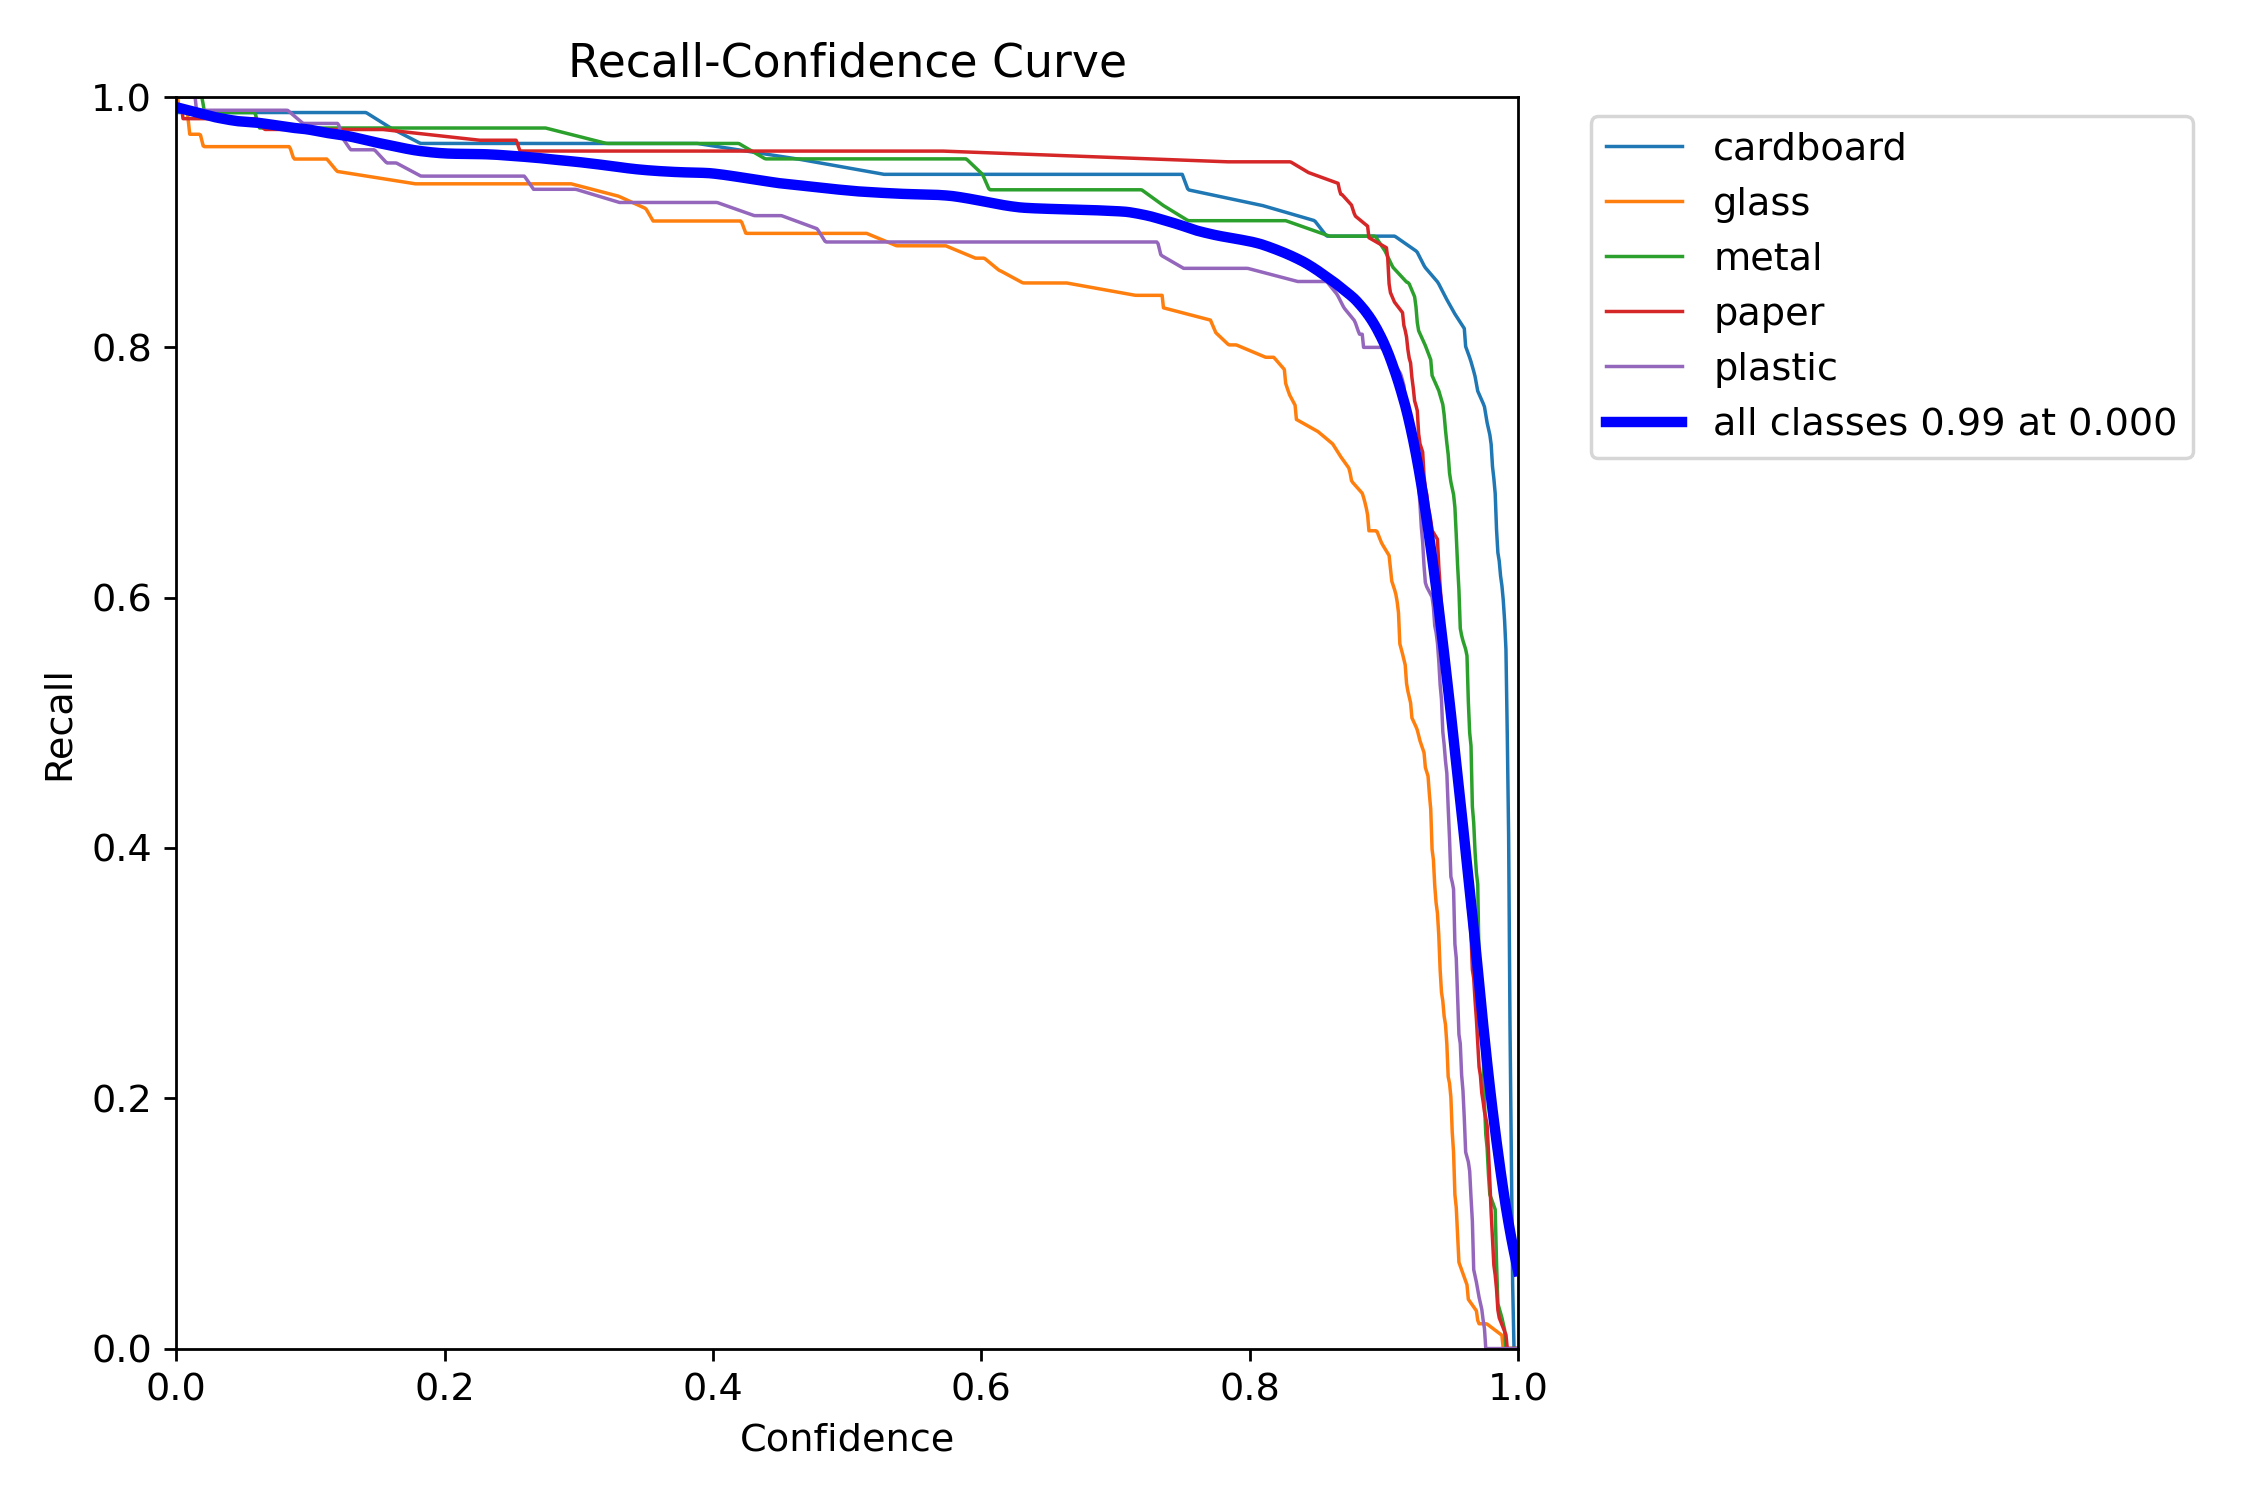 Recall-Confidence Curve
1.0
0.8
0.6
0.4
0.2
0.0
Recall
0.0 0.2 0.4 0.6 0.8 1.0
Confidence
cardboard
glass
metal
paper
plastic
all classes 0.99 at 0.000